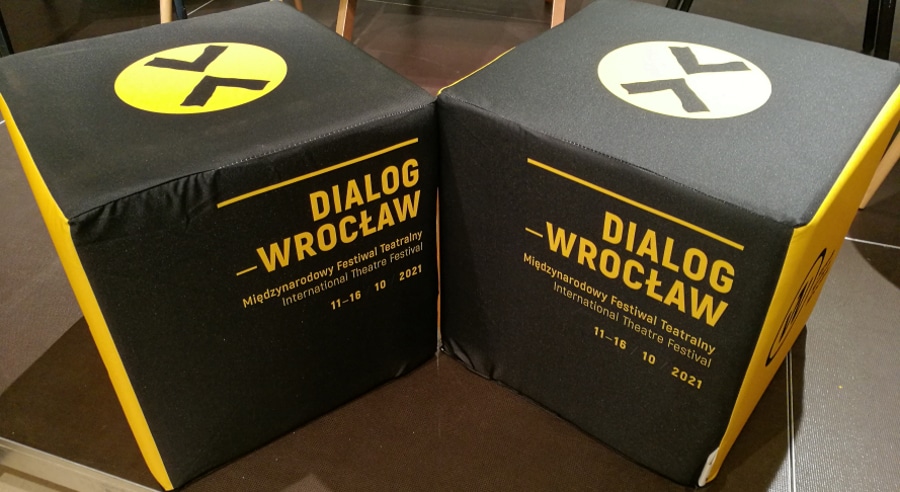 DIALOG
–WROCŁAW
Międzynarodowy Festiwal Teatralny
International Theatre Festival
11–16 / 10 / 2021
DIALOG
–WROCŁAW
Międzynarodowy Festiwal Teatralny
International Theatre Festival
11–16 / 10 / 2021